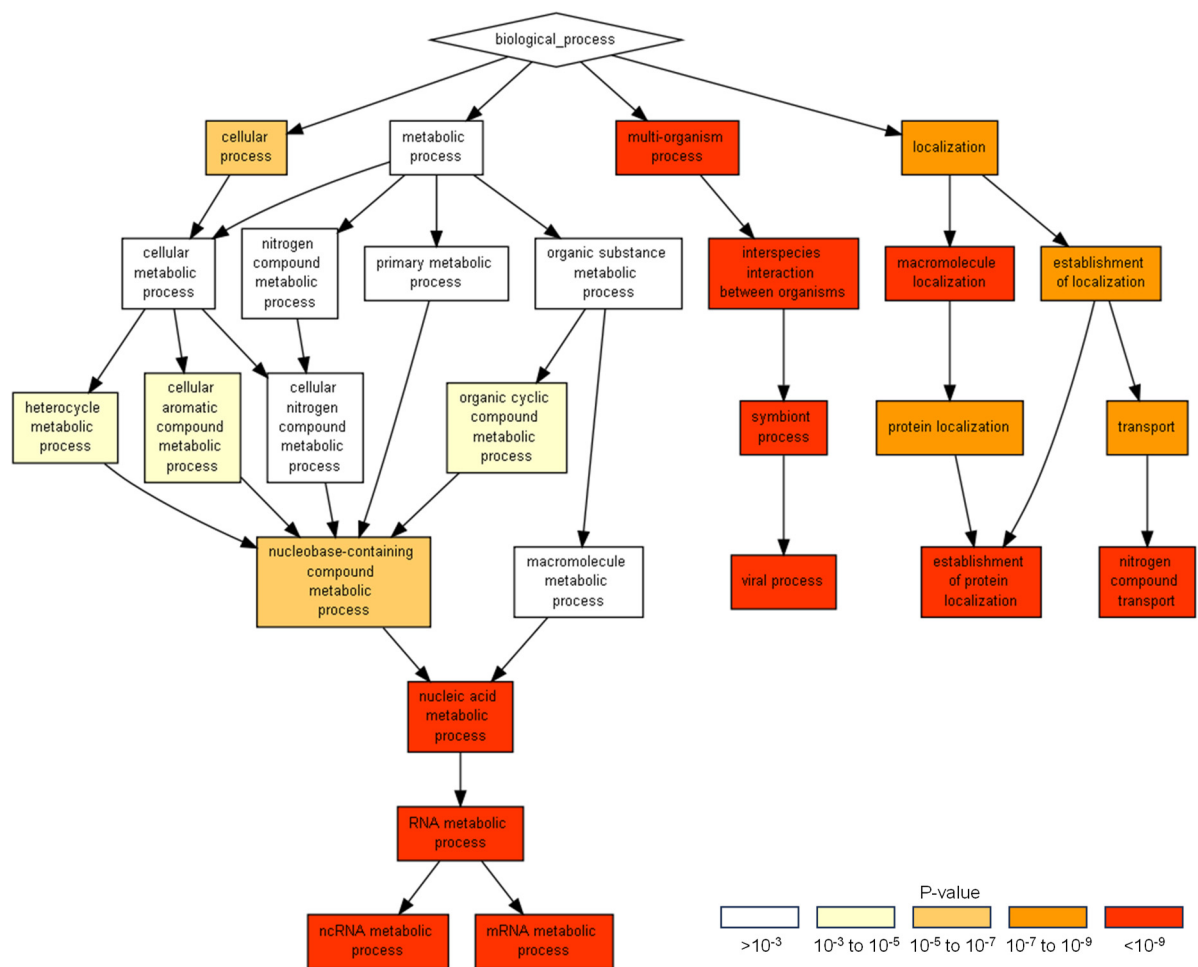 biological_process
cellular
process
metabolic
process
multi-organism
process
localization
cellular
metabolic
process
nitrogen
compound
metabolic
process
primary metabolic
process
organic substance
metabolic
process
interspecies
interaction
between organisms
macromolecule
localization
establishment
of localization
heterocycle
metabolic
process
cellular
aromatic
compound
metabolic
process
cellular
nitrogen
compound
metabolic
process
organic cyclic
compound
metabolic
process
symbiont
process
protein localization
transport
nucleobase-containing
compound
metabolic
process
macromolecule
metabolic
process
viral process
establishment
of protein
localization
nitrogen
compound
transport
nucleic acid
metabolic
process
RNA metabolic
process
ncRNA metabolic
process
mRNA metabolic
process
P-value
>10⁻³
10⁻³ to 10⁻⁵
10⁻⁵ to 10⁻⁷
10⁻⁷ to 10⁻⁹
<10⁻⁹